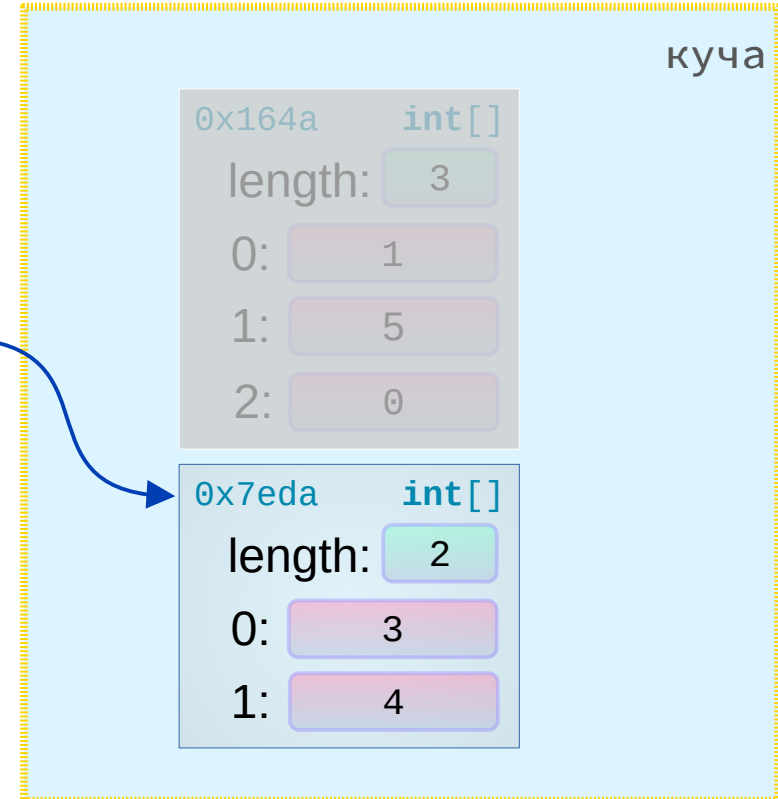 куча
0x164a int[]
length: 3
0: 1
1: 5
2: 0
0x7eda int[]
length: 2
0: 3
1: 4